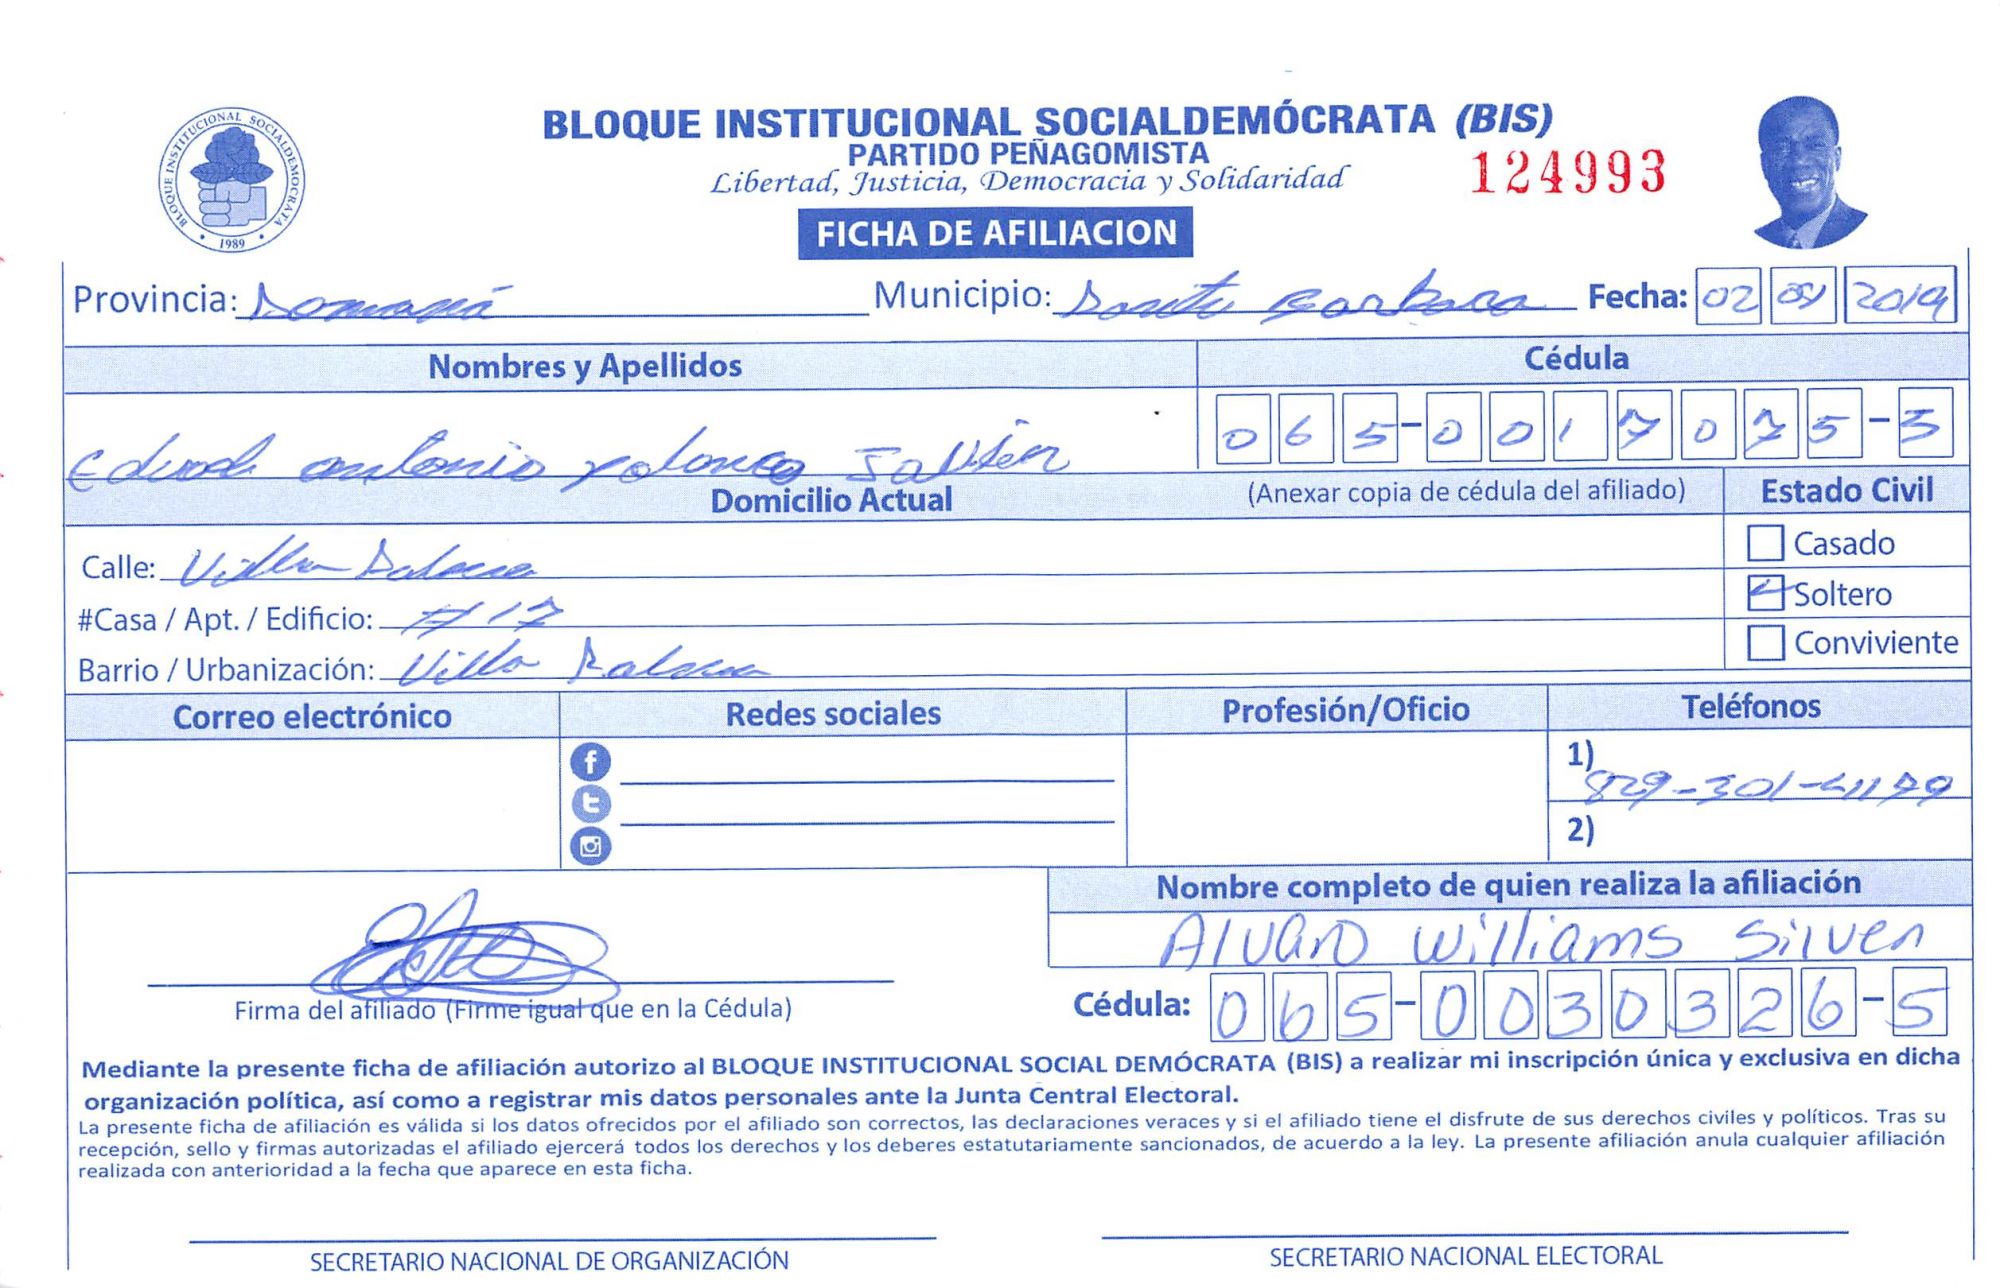 BLOQUE INSTITUCIONAL SOCIALDEMOCRATA
1989
BLOQUE INSTITUCIONAL SOCIALDEMÓCRATA (BIS)
PARTIDO PEÑAGOMISTA
Libertad, Justicia, Democracia y Solidaridad
124993
FICHA DE AFILIACION
Provincia: Samaná Municipio: Santa Barbara Fecha: 02 2019
Nombres y Apellidos Cédula
antonio 065-0017075-3
Domicilio Actual (Anexar copia de cédula del afiliado) Estado Civil
Casado
Calle: Villa
#Casa / Apt. / Edificio: #17 Soltero
Barrio / Urbanización: Villa Conviviente
Correo electrónico Redes sociales Profesión/Oficio Teléfonos
1) 829-301-4179
2)
Nombre completo de quien realiza la afiliación
Alvaro Williams Silven
Firma del afiliado (Firme igual que en la Cédula) Cédula: 065-0030326-5
Mediante la presente ficha de afiliación autorizo al BLOQUE INSTITUCIONAL SOCIAL DEMÓCRATA (BIS) a realizar mi inscripción única y exclusiva en dicha
organización política, así como a registrar mis datos personales ante la Junta Central Electoral.
La presente ficha de afiliación es válida si los datos ofrecidos por el afiliado son correctos, las declaraciones veraces y si el afiliado tiene el disfrute de sus derechos civiles y políticos. Tras su
recepción, sello y firmas autorizadas el afiliado ejercerá todos los derechos y los deberes estatutariamente sancionados, de acuerdo a la ley. La presente afiliación anula cualquier afiliación
realizada con anterioridad a la fecha que aparece en esta ficha.
SECRETARIO NACIONAL DE ORGANIZACIÓN SECRETARIO NACIONAL ELECTORAL